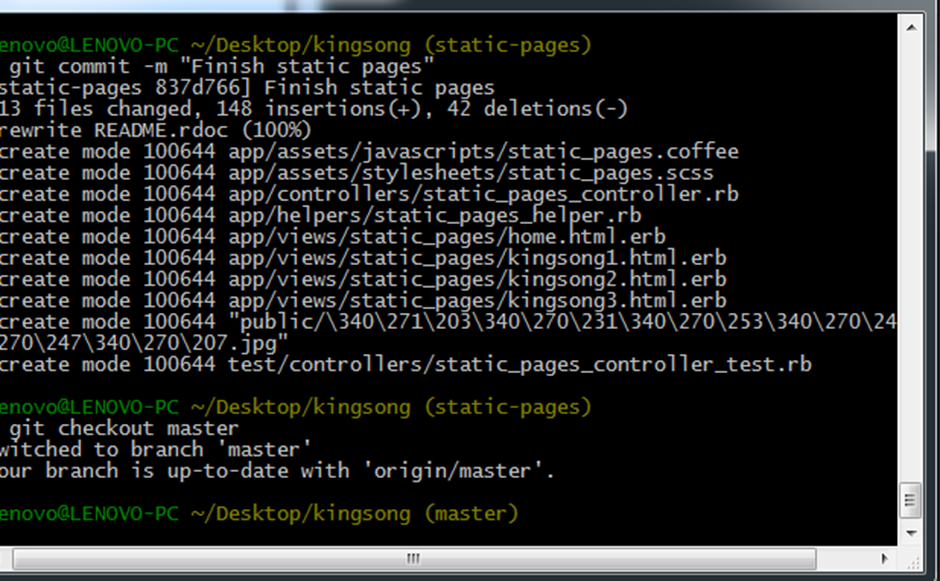 enovo@LENOVO-PC ~/Desktop/kingsong (static-pages)
git commit -m "Finish static pages"
static-pages 837d766] Finish static pages
13 files changed, 148 insertions(+), 42 deletions(-)
rewrite README.rdoc (100%)
create mode 100644 app/assets/javascripts/static_pages.coffee
create mode 100644 app/assets/stylesheets/static_pages.scss
create mode 100644 app/controllers/static_pages_controller.rb
create mode 100644 app/helpers/static_pages_helper.rb
create mode 100644 app/views/static_pages/home.html.erb
create mode 100644 app/views/static_pages/kingsong1.html.erb
create mode 100644 app/views/static_pages/kingsong2.html.erb
create mode 100644 app/views/static_pages/kingsong3.html.erb
create mode 100644 "public/\340\271\203\340\270\231\340\270\253\340\270\24
270\247\340\270\207.jpg"
create mode 100644 test/controllers/static_pages_controller_test.rb
enovo@LENOVO-PC ~/Desktop/kingsong (static-pages)
git checkout master
witched to branch 'master'
our branch is up-to-date with 'origin/master'.
enovo@LENOVO-PC ~/Desktop/kingsong (master)